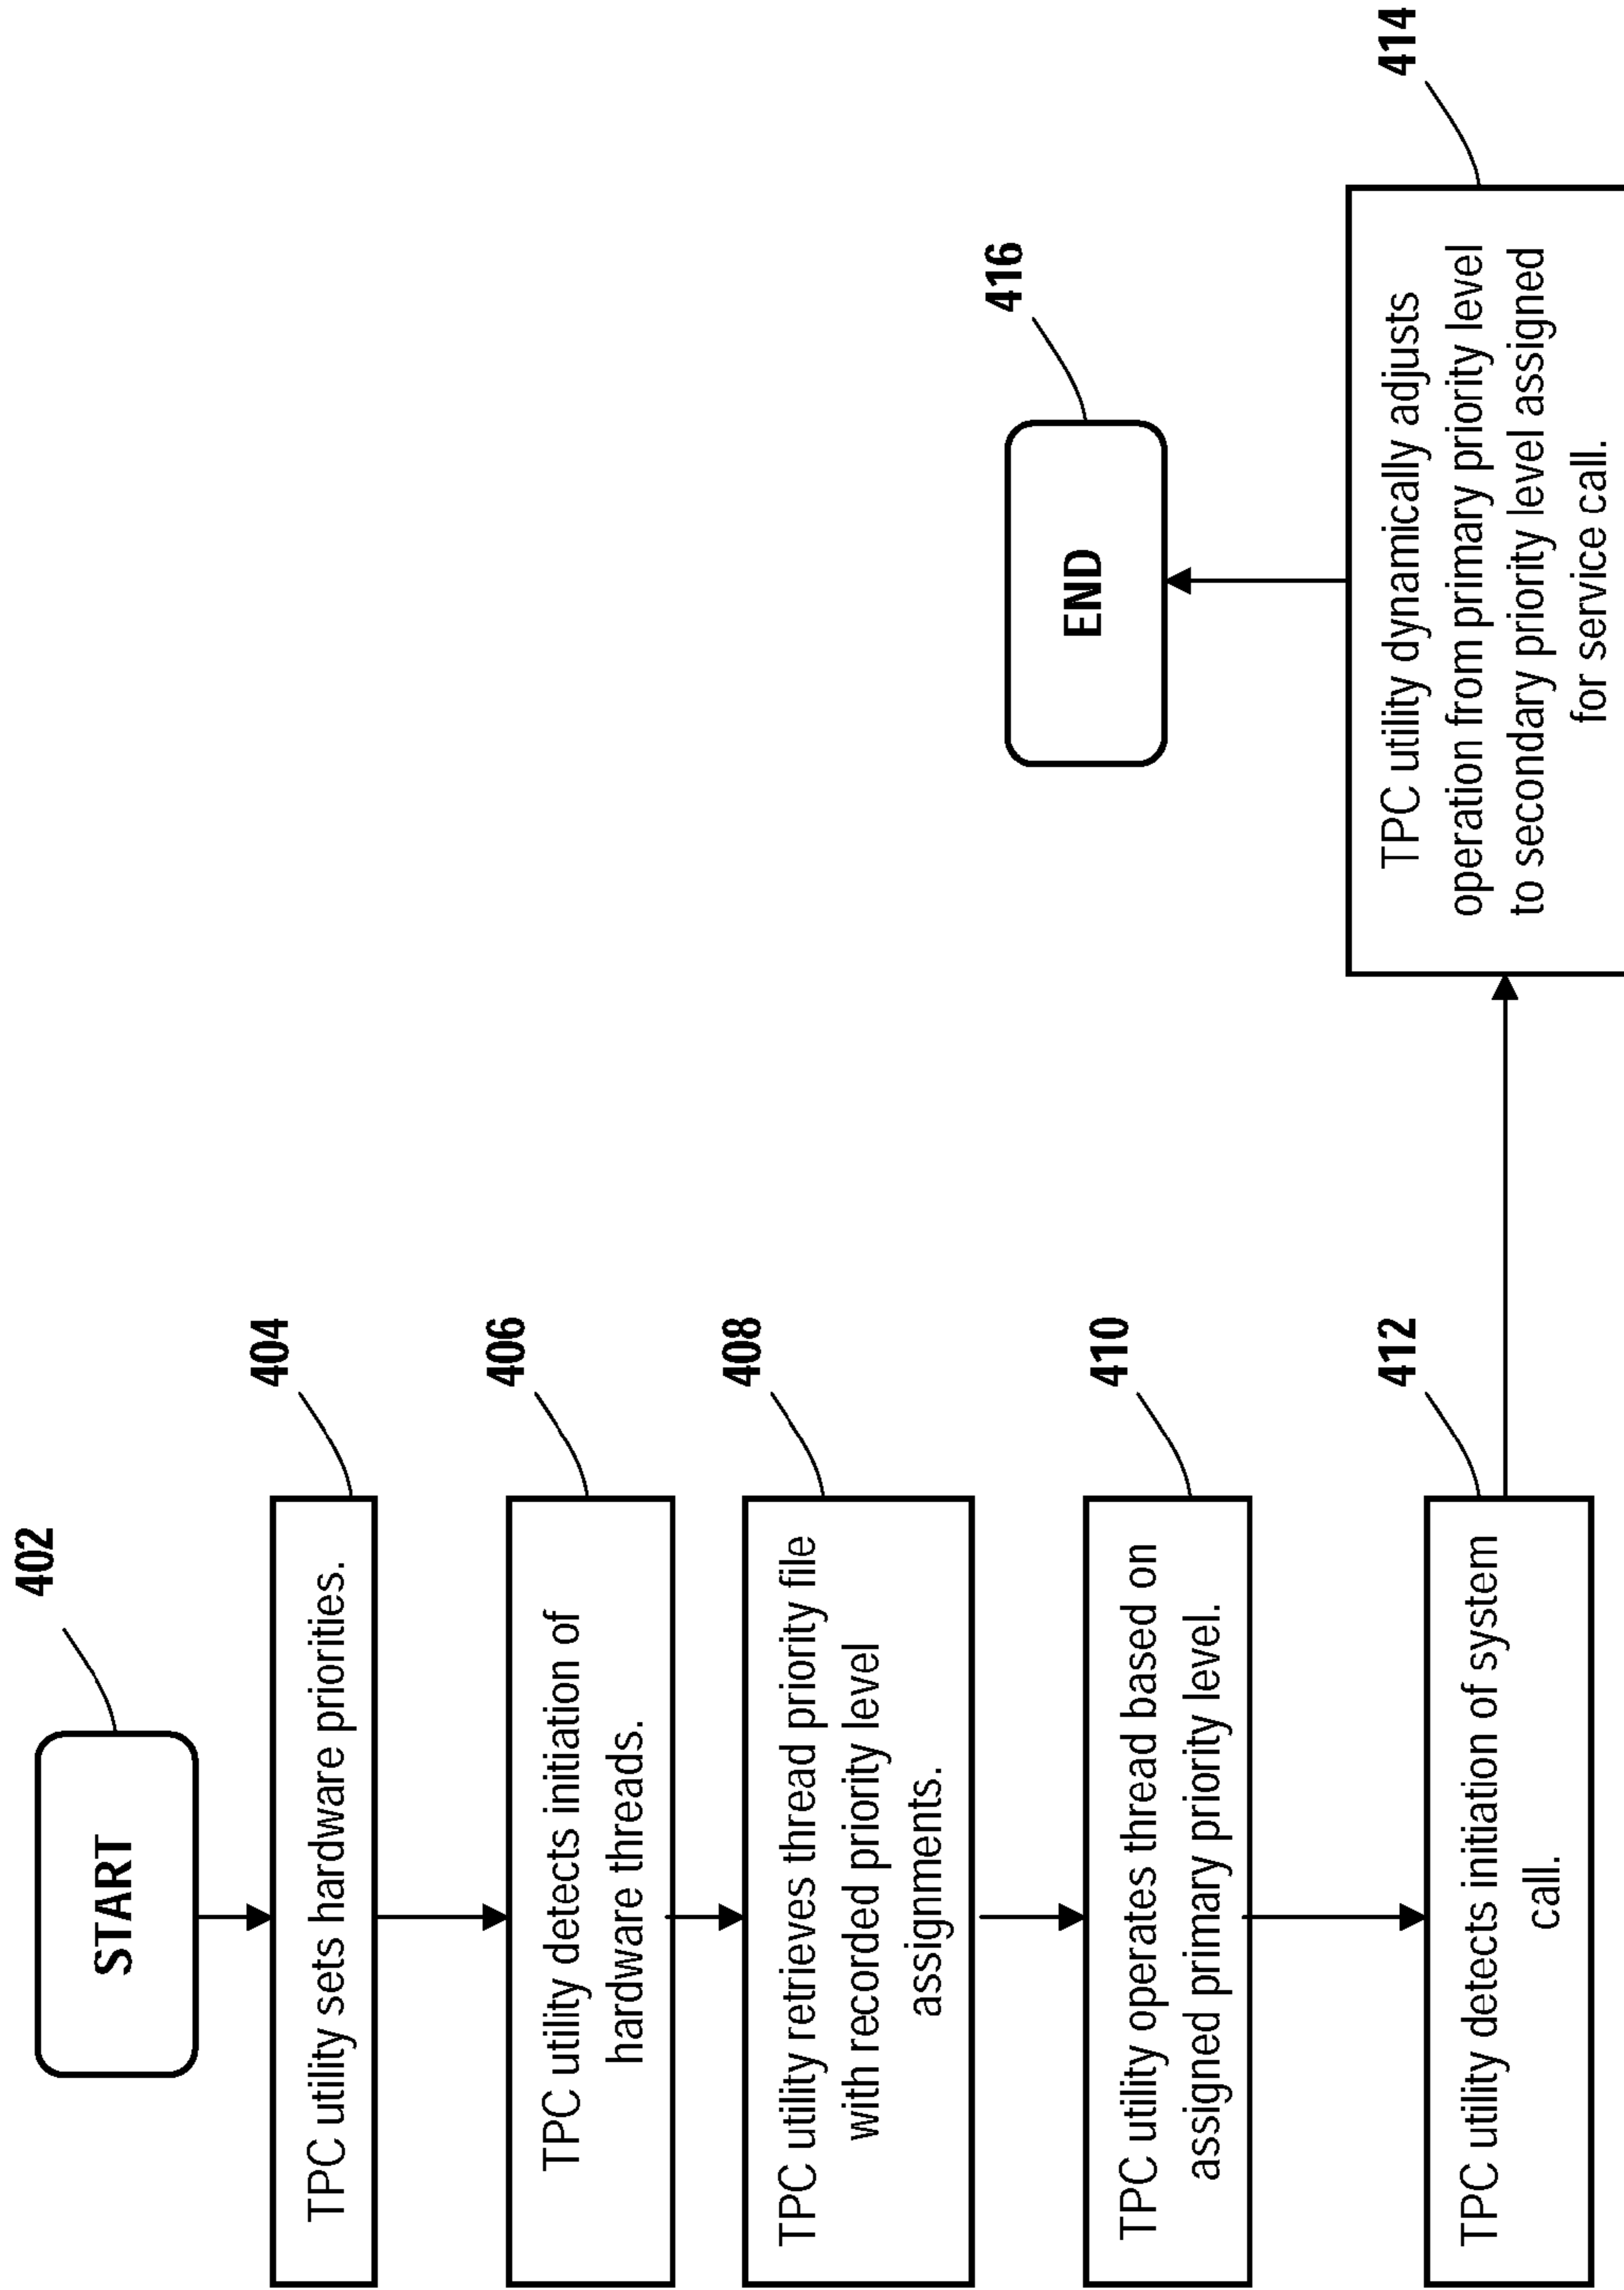 402
START
404
TPC utility sets hardware priorities.
406
TPC utility detects initiation of
hardware threads.
408
TPC utility retrieves thread priority file
with recorded priority level
assignments.
410
TPC utility operates thread based on
assigned primary priority level.
412
TPC utility detects initiation of system
call.
414
TPC utility dynamically adjusts
operation from primary priority level
to secondary priority level assigned
for service call.
416
END